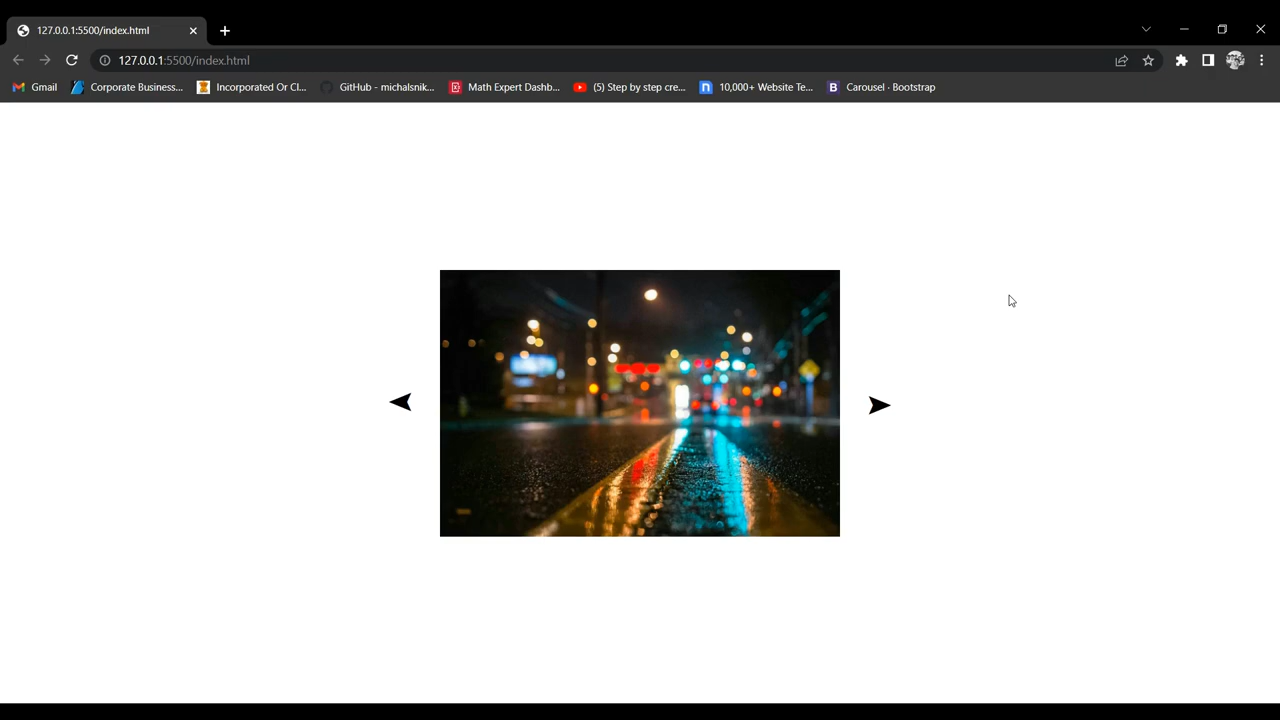 127.0.0.1:5500/index.html
127.0.0.1:5500/index.html
Gmail Corporate Business... Incorporated Or Cl... GitHub - michalsnik... Math Expert Dashb... (5) Step by step cre... 10,000+ Website Te... B Carousel · Bootstrap